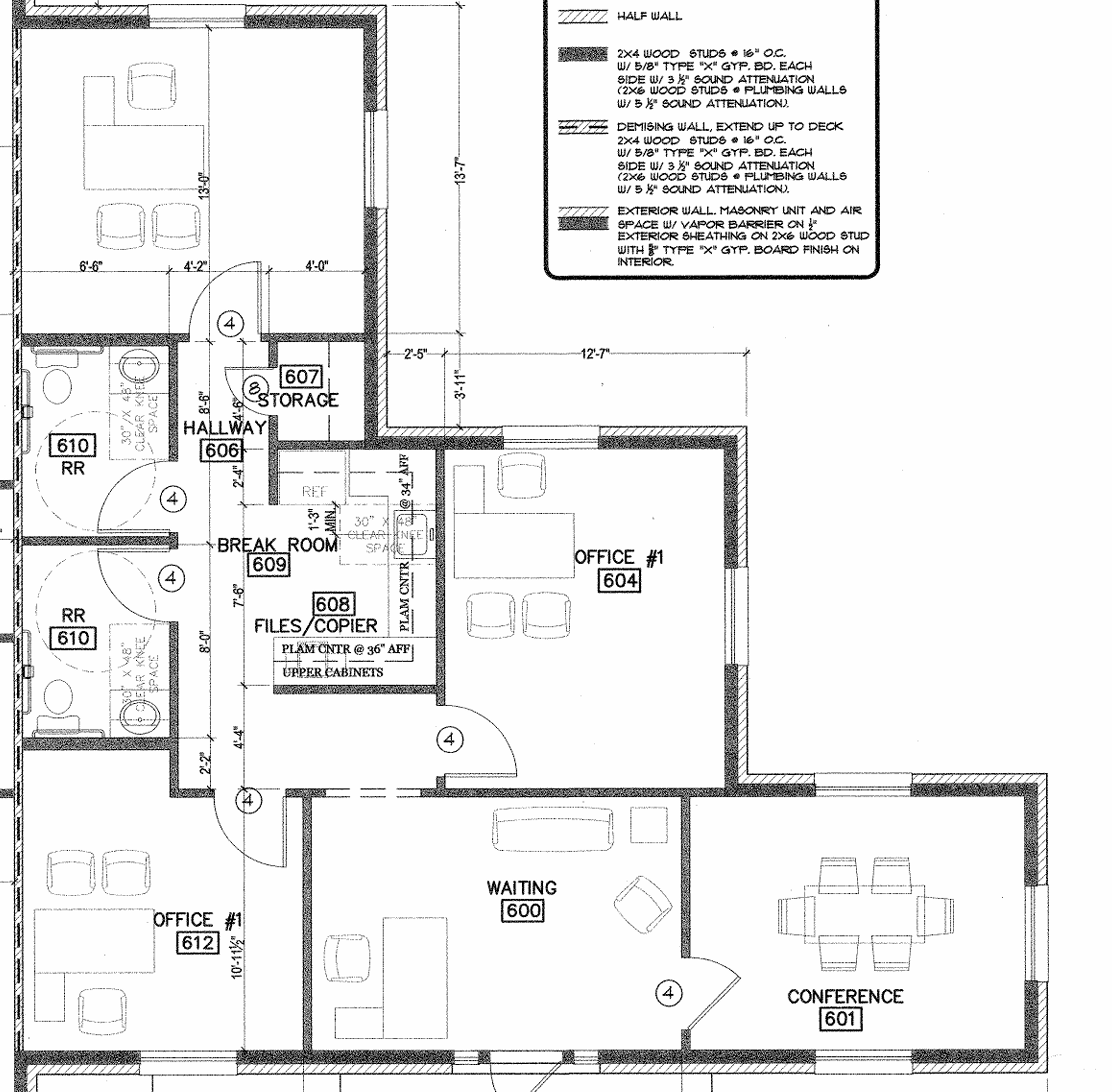 HALF WALL
2X4 WOOD STUDS @ 16" O.C.
W/ 5/8" TYPE "X" GYP. BD. EACH
SIDE W/ 3 ½" SOUND ATTENUATION
(2X6 WOOD STUDS @ PLUMBING WALLS
W/ 5 ½" SOUND ATTENUATION).
DEMISING WALL, EXTEND UP TO DECK
2X4 WOOD STUDS @ 16" O.C.
W/ 5/8" TYPE "X" GYP. BD. EACH
SIDE W/ 3 ½" SOUND ATTENUATION
(2X6 WOOD STUDS @ PLUMBING WALLS
W/ 5 ½" SOUND ATTENUATION).
EXTERIOR WALL. MASONRY UNIT AND AIR
SPACE W/ VAPOR BARRIER ON ½"
EXTERIOR SHEATHING ON 2X6 WOOD STUD
WITH ⅝" TYPE "X" GYP. BOARD FINISH ON
INTERIOR.
13'-0"
13'-7"
6'-6"
4'-2"
4'-0"
4
2'-5"
12'-7"
3'-11"
607
STORAGE
8
8'-6"
4'-6"
30" X 48"
CLEAR KNEE
SPACE
HALLWAY
606
610
RR
4
2'-4"
REF
1'-3"
MIN.
30" X 48"
CLEAR KNEE
SPACE
PLAM CNTR @ 34" AFF
BREAK ROOM
609
OFFICE #1
604
4
7'-6"
608
FILES/COPIER
RR
610
8'-0"
30" X 48"
CLEAR KNEE
SPACE
PLAM CNTR @ 36" AFF
UPPER CABINETS
4'-4"
2'-2"
4
4
WAITING
600
OFFICE #1
612
10'-11½"
4
CONFERENCE
601